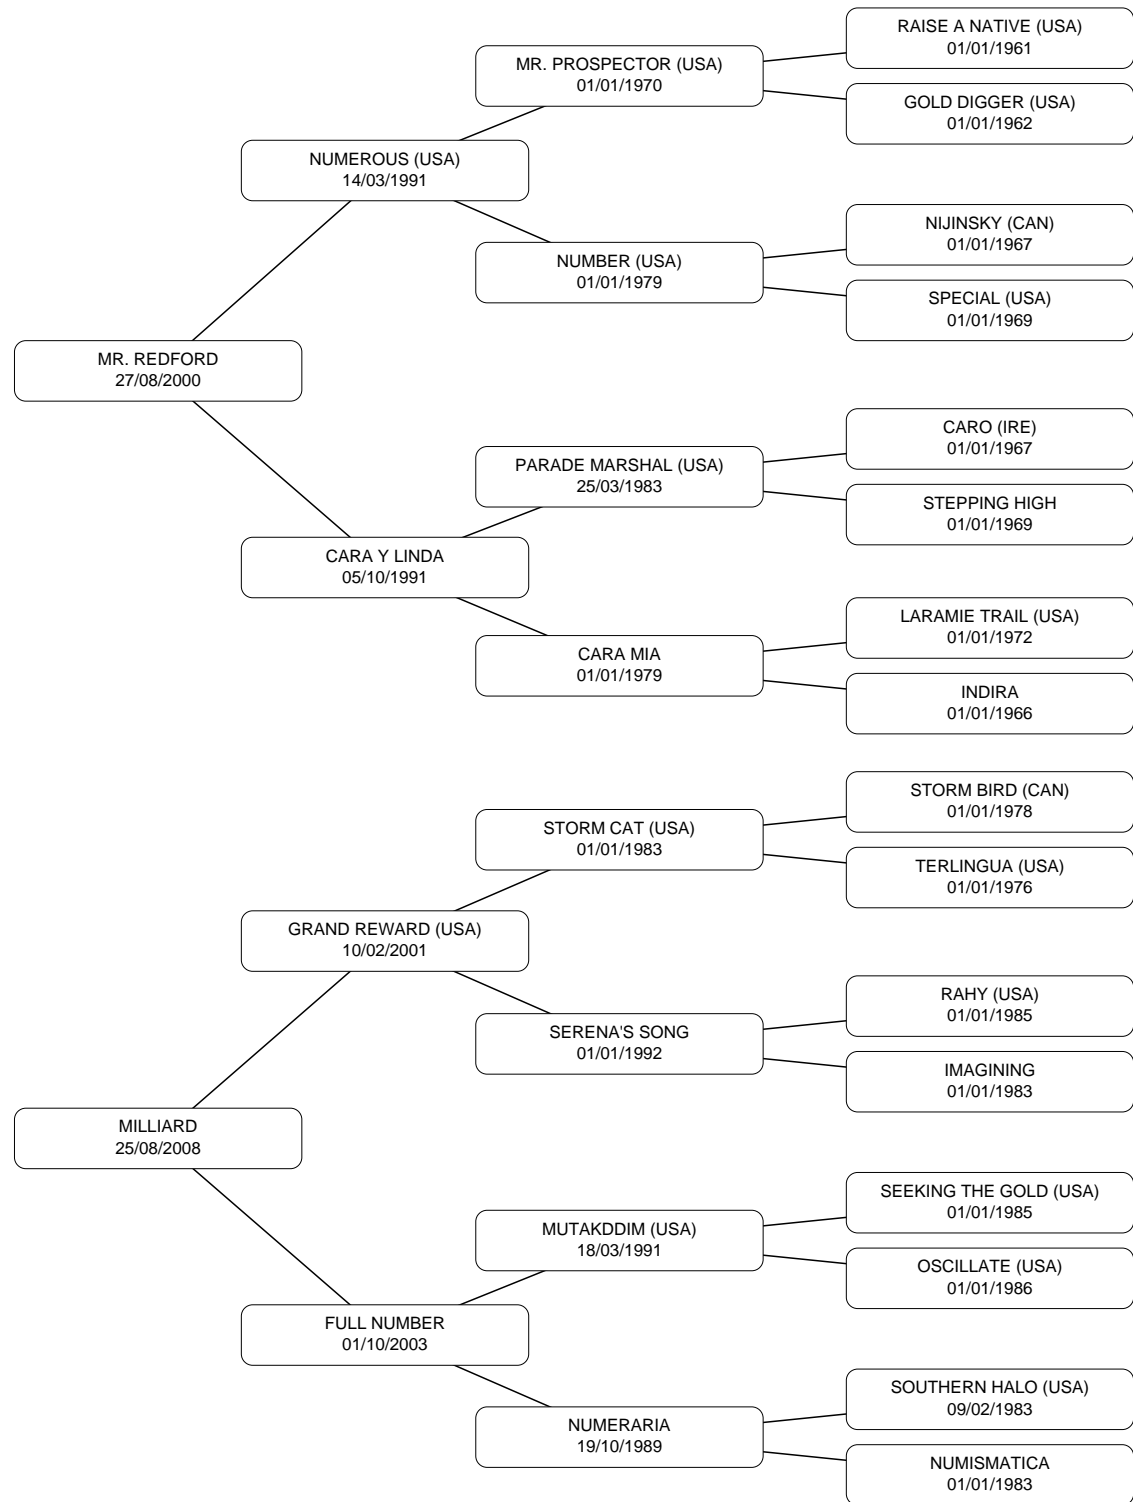 RAISE A NATIVE (USA)
01/01/1961
MR. PROSPECTOR (USA)
01/01/1970
GOLD DIGGER (USA)
01/01/1962
NUMEROUS (USA)
14/03/1991
NIJINSKY (CAN)
01/01/1967
NUMBER (USA)
01/01/1979
SPECIAL (USA)
01/01/1969
MR. REDFORD
27/08/2000
CARO (IRE)
01/01/1967
PARADE MARSHAL (USA)
25/03/1983
STEPPING HIGH
01/01/1969
CARA Y LINDA
05/10/1991
LARAMIE TRAIL (USA)
01/01/1972
CARA MIA
01/01/1979
INDIRA
01/01/1966
STORM BIRD (CAN)
01/01/1978
STORM CAT (USA)
01/01/1983
TERLINGUA (USA)
01/01/1976
GRAND REWARD (USA)
10/02/2001
RAHY (USA)
01/01/1985
SERENA'S SONG
01/01/1992
IMAGINING
01/01/1983
MILLIARD
25/08/2008
SEEKING THE GOLD (USA)
01/01/1985
MUTAKDDIM (USA)
18/03/1991
OSCILLATE (USA)
01/01/1986
FULL NUMBER
01/10/2003
SOUTHERN HALO (USA)
09/02/1983
NUMERARIA
19/10/1989
NUMISMATICA
01/01/1983